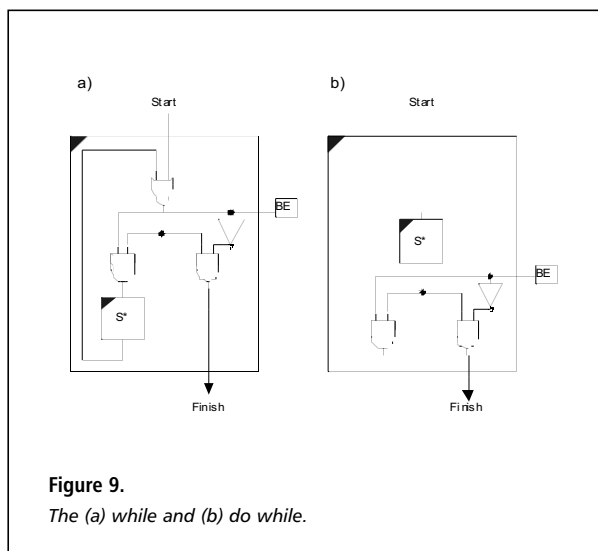 a)
b)
Start
Start
BE
S*
S*
BE
Finish
Finish
Figure 9.
The (a) while and (b) do while.